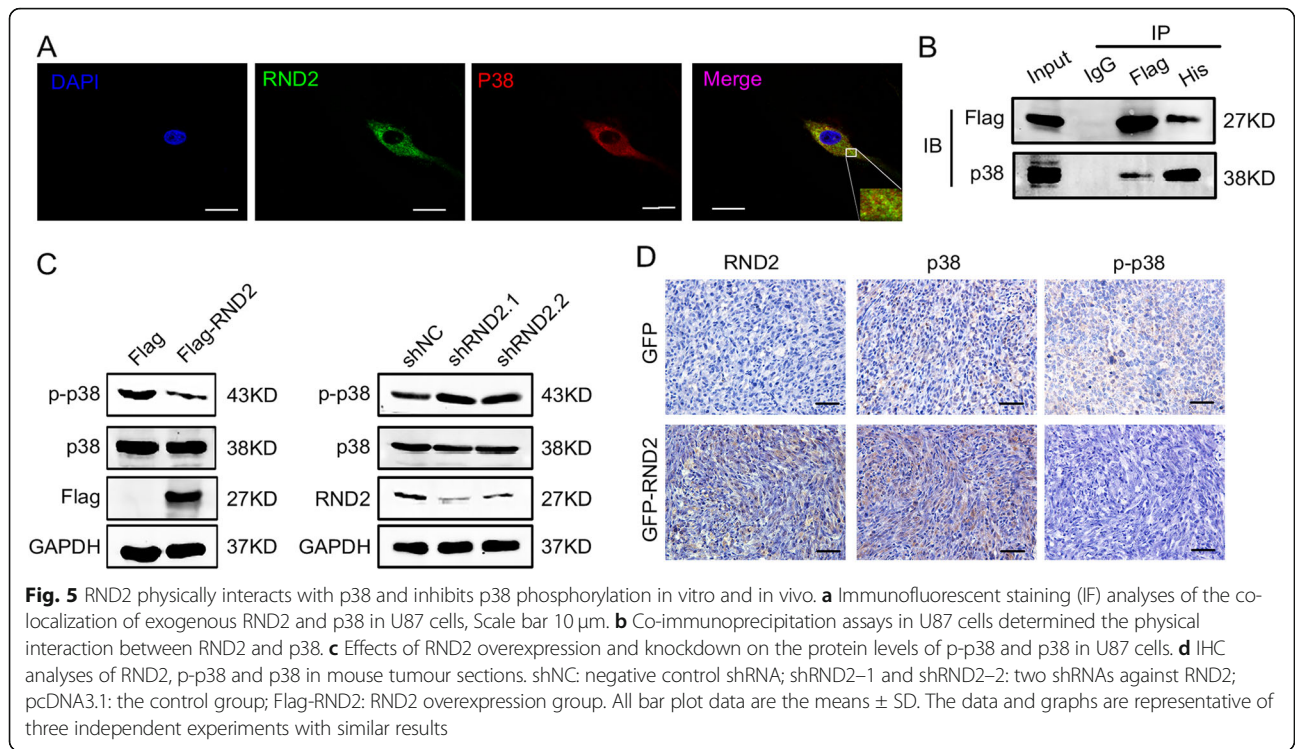 A
DAPI
RND2
P38
Merge
B
IP
Input IgG Flag His
IB
Flag 27KD
p38 38KD
C
Flag Flag-RND2
p-p38 43KD
p38 38KD
Flag 27KD
GAPDH 37KD
shNC shRND2.1 shRND2.2
p-p38 43KD
p38 38KD
RND2 27KD
GAPDH 37KD
D
RND2 p38 p-p38
GFP
GFP-RND2
Fig. 5 RND2 physically interacts with p38 and inhibits p38 phosphorylation in vitro and in vivo. a Immunofluorescent staining (IF) analyses of the co-
localization of exogenous RND2 and p38 in U87 cells, Scale bar 10 μm. b Co-immunoprecipitation assays in U87 cells determined the physical
interaction between RND2 and p38. c Effects of RND2 overexpression and knockdown on the protein levels of p-p38 and p38 in U87 cells. d IHC
analyses of RND2, p-p38 and p38 in mouse tumour sections. shNC: negative control shRNA; shRND2–1 and shRND2–2: two shRNAs against RND2;
pcDNA3.1: the control group; Flag-RND2: RND2 overexpression group. All bar plot data are the means ± SD. The data and graphs are representative of
three independent experiments with similar results